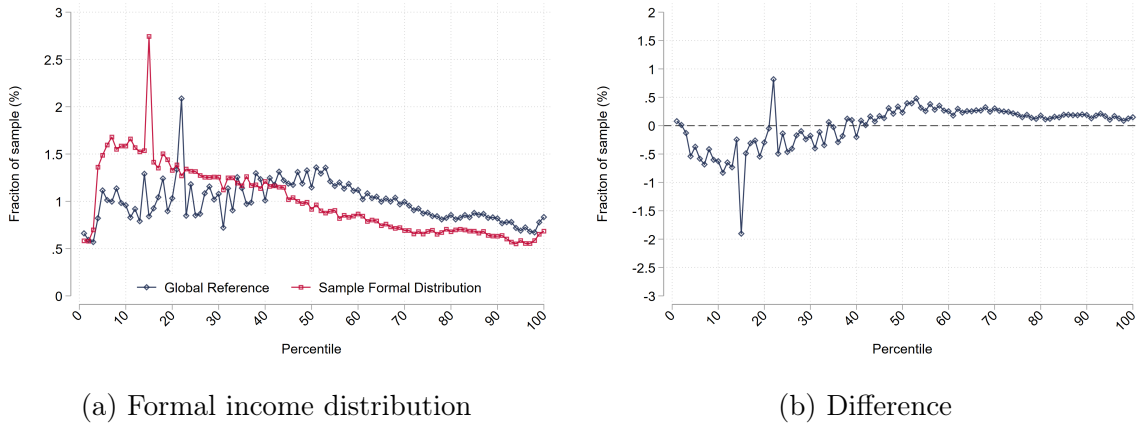 3
2.5
2
1.5
1
.5
0
Fraciton of sample (%)
Global Reference
Sample Formal Distribution
0 10 20 30 40 50 60 70 80 90 100
Percentile
(a) Formal income distribution
2
1.5
1
.5
0
-.5
-1
-1.5
-2
-2.5
-3
Fraction of sample (%)
0 10 20 30 40 50 60 70 80 90 100
Percentile
(b) Difference